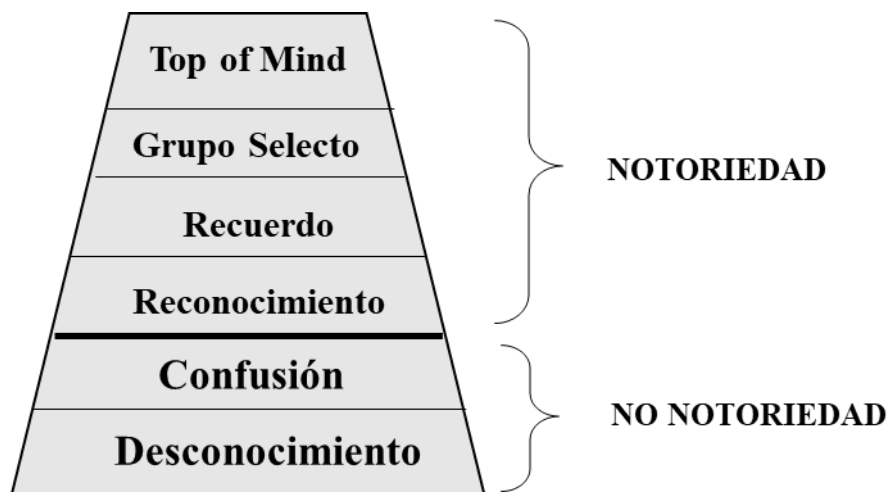 Top of Mind
Grupo Selecto
Recuerdo
Reconocimiento
Confusión
Desconocimiento
NOTORIEDAD
NO NOTORIEDAD